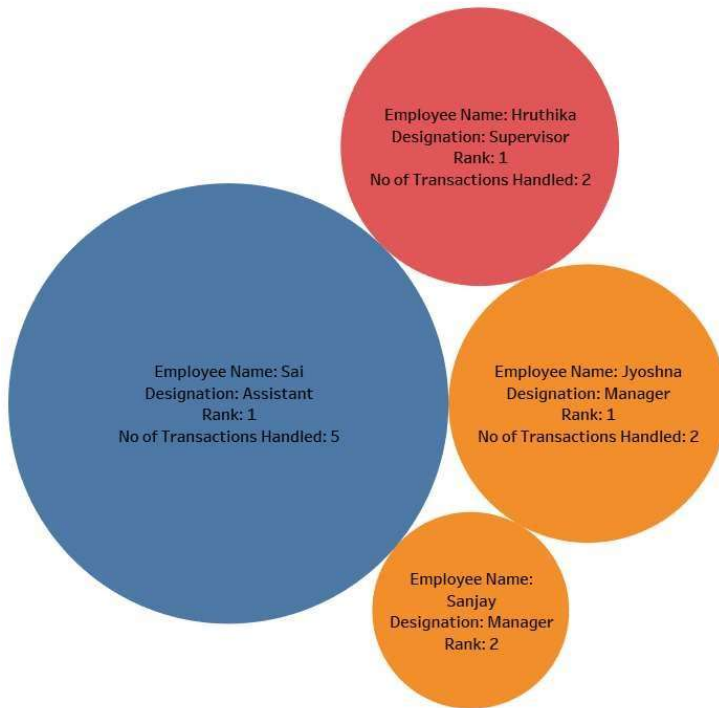 Employee Name: Hruthika
Designation: Supervisor
Rank: 1
No of Transactions Handled: 2
Employee Name: Sai
Designation: Assistant
Rank: 1
No of Transactions Handled: 5
Employee Name: Jyoshna
Designation: Manager
Rank: 1
No of Transactions Handled: 2
Employee Name:
Sanjay
Designation: Manager
Rank: 2